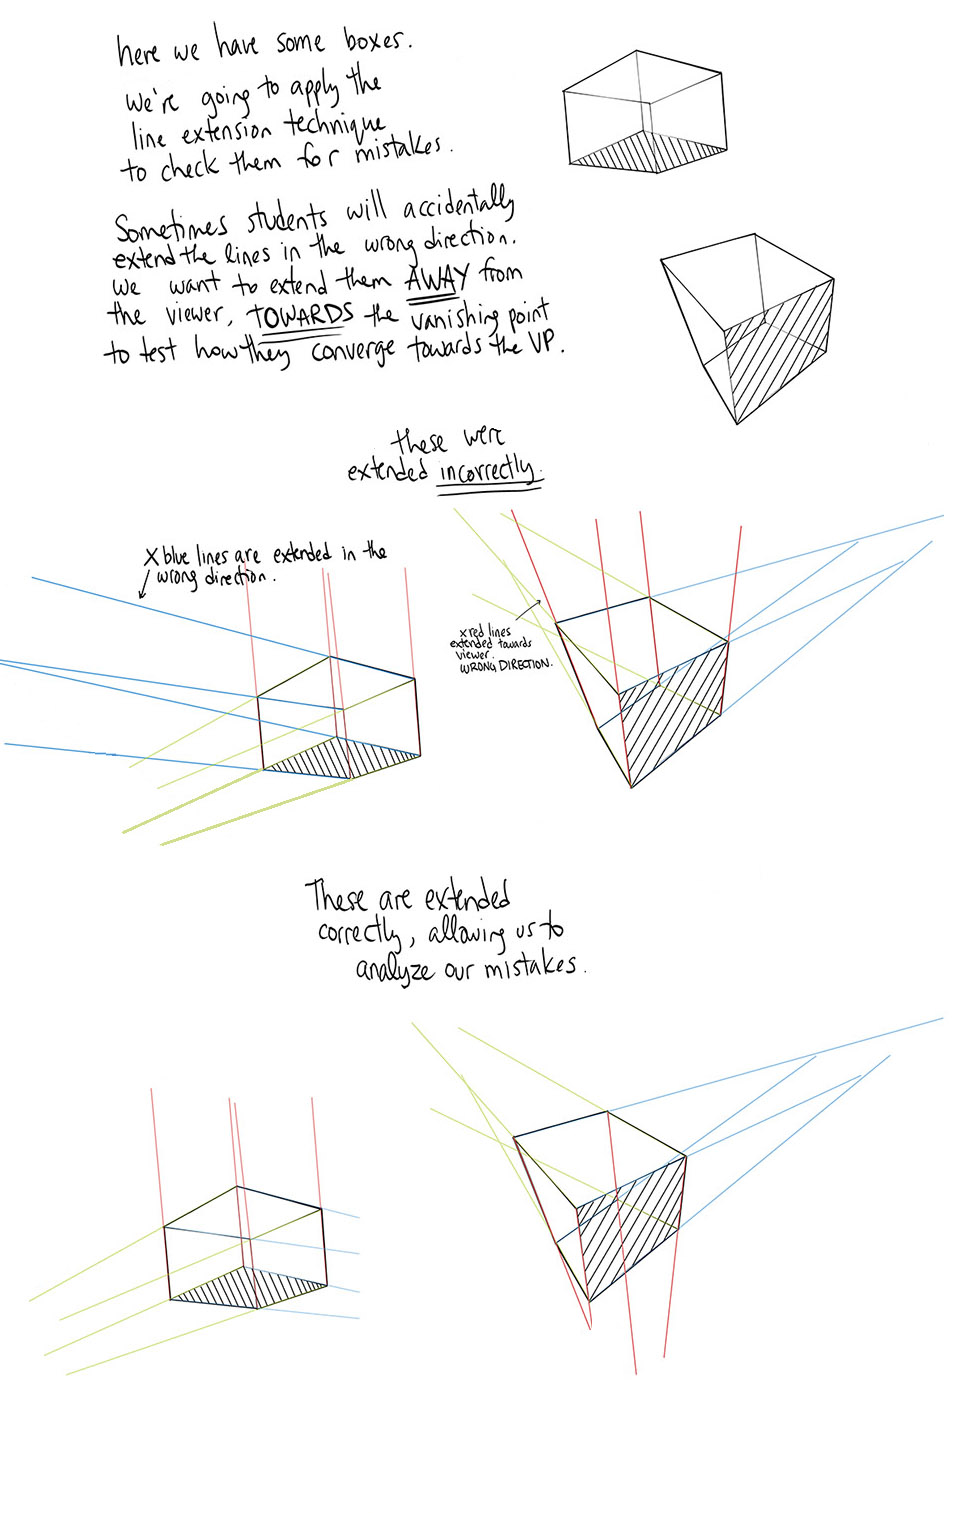 here we have some boxes.
We're going to apply the
line extension technique
to check them for mistakes.
Sometimes students will accidentally
extend the lines in the wrong direction.
we want to extend them AWAY from
the viewer, TOWARDS the vanishing point
to test how they converge towards the VP.
these were
extended incorrectly.
X blue lines are extended in the
wrong direction.
x red lines
extended towards
viewer.
WRONG DIRECTION.
These are extended
correctly, allowing us to
analyze our mistakes.